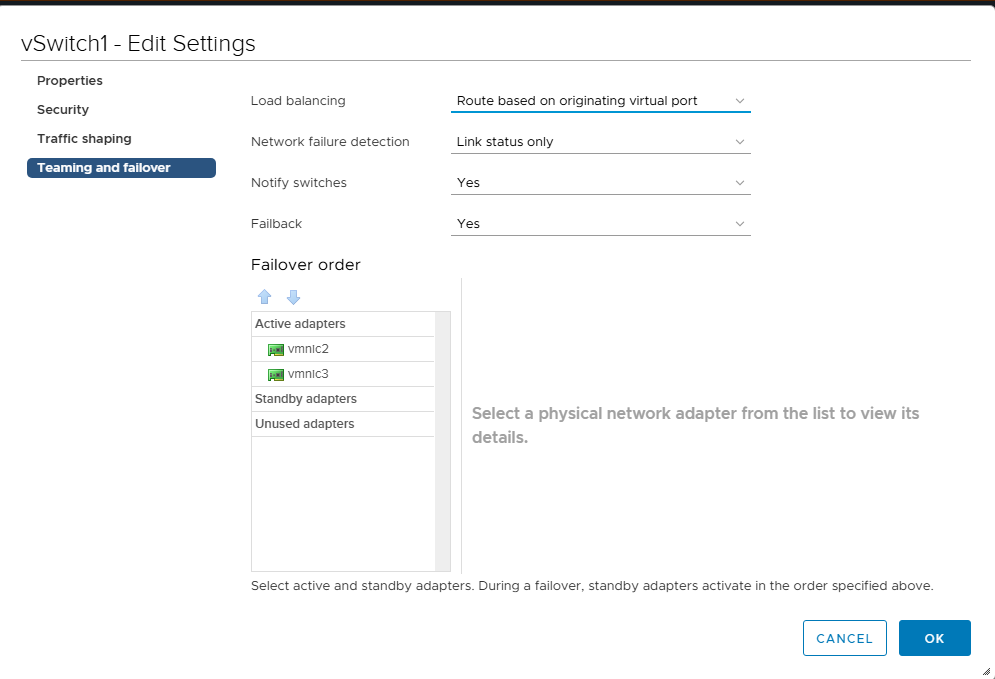 vSwitch1 - Edit Settings
Properties
Security
Traffic shaping
Teaming and failover
Load balancing
Route based on originating virtual port
Network failure detection
Link status only
Notify switches
Yes
Failback
Yes
Failover order
Active adapters
vmnic2
vmnic3
Standby adapters
Unused adapters
Select a physical network adapter from the list to view its
details.
Select active and standby adapters. During a failover, standby adapters activate in the order specified above.
CANCEL
OK